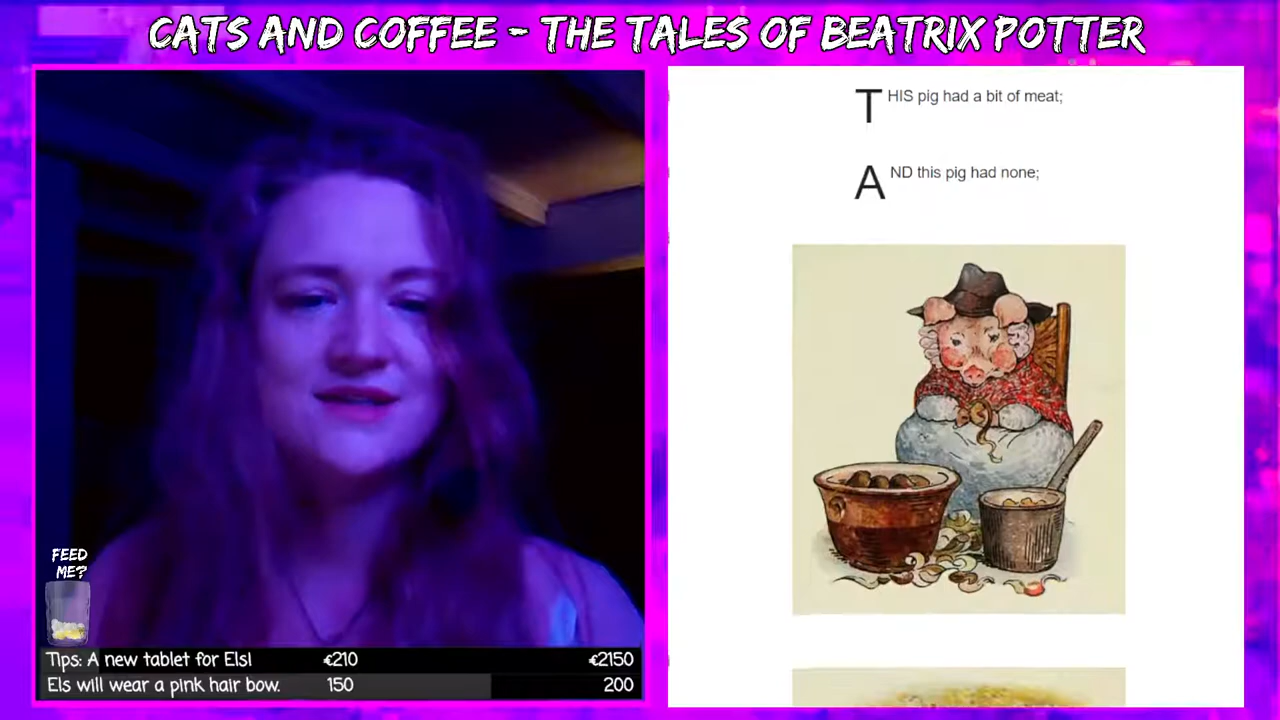 CATS AND COFFEE - THE TALES OF BEATRIX POTTER
THIS pig had a bit of meat;
AND this pig had none;
FEED
ME?
Tips: A new tablet for Els! €210 €2150
Els will wear a pink hair bow. 150 200